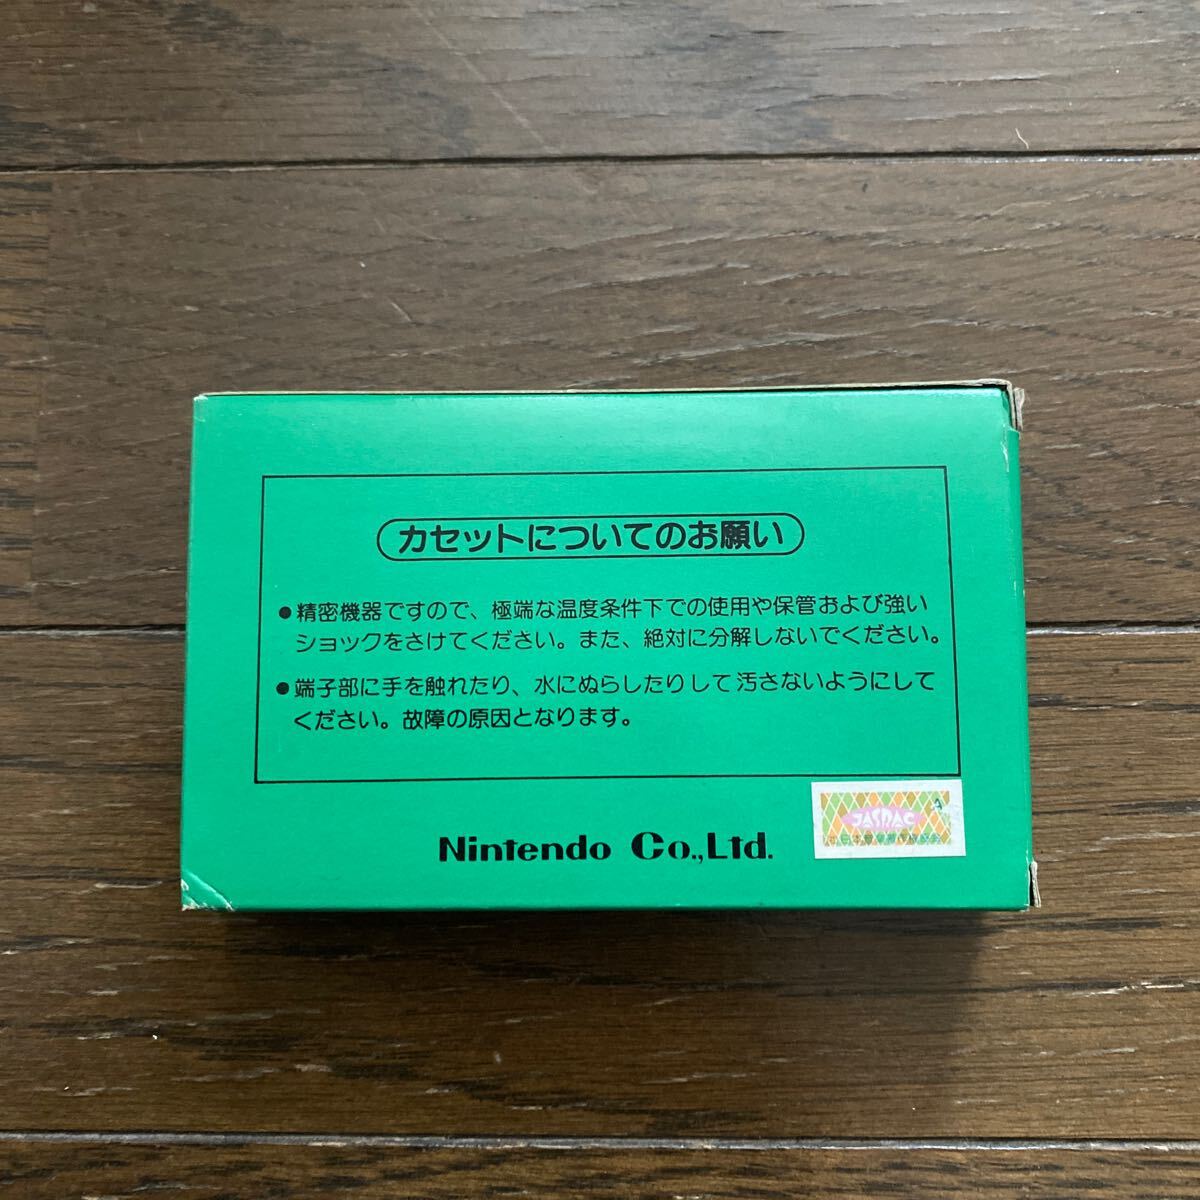 カセットについてのお願い
●精密機器ですので、極端な温度条件下での使用や保管および強い
ショックをさけてください。また、絶対に分解しないでください。
●端子部に手を触れたり、水にぬらしたりして汚さないようにして
ください。故障の原因となります。
A
JASRAC
Nintendo Co.,Ltd.